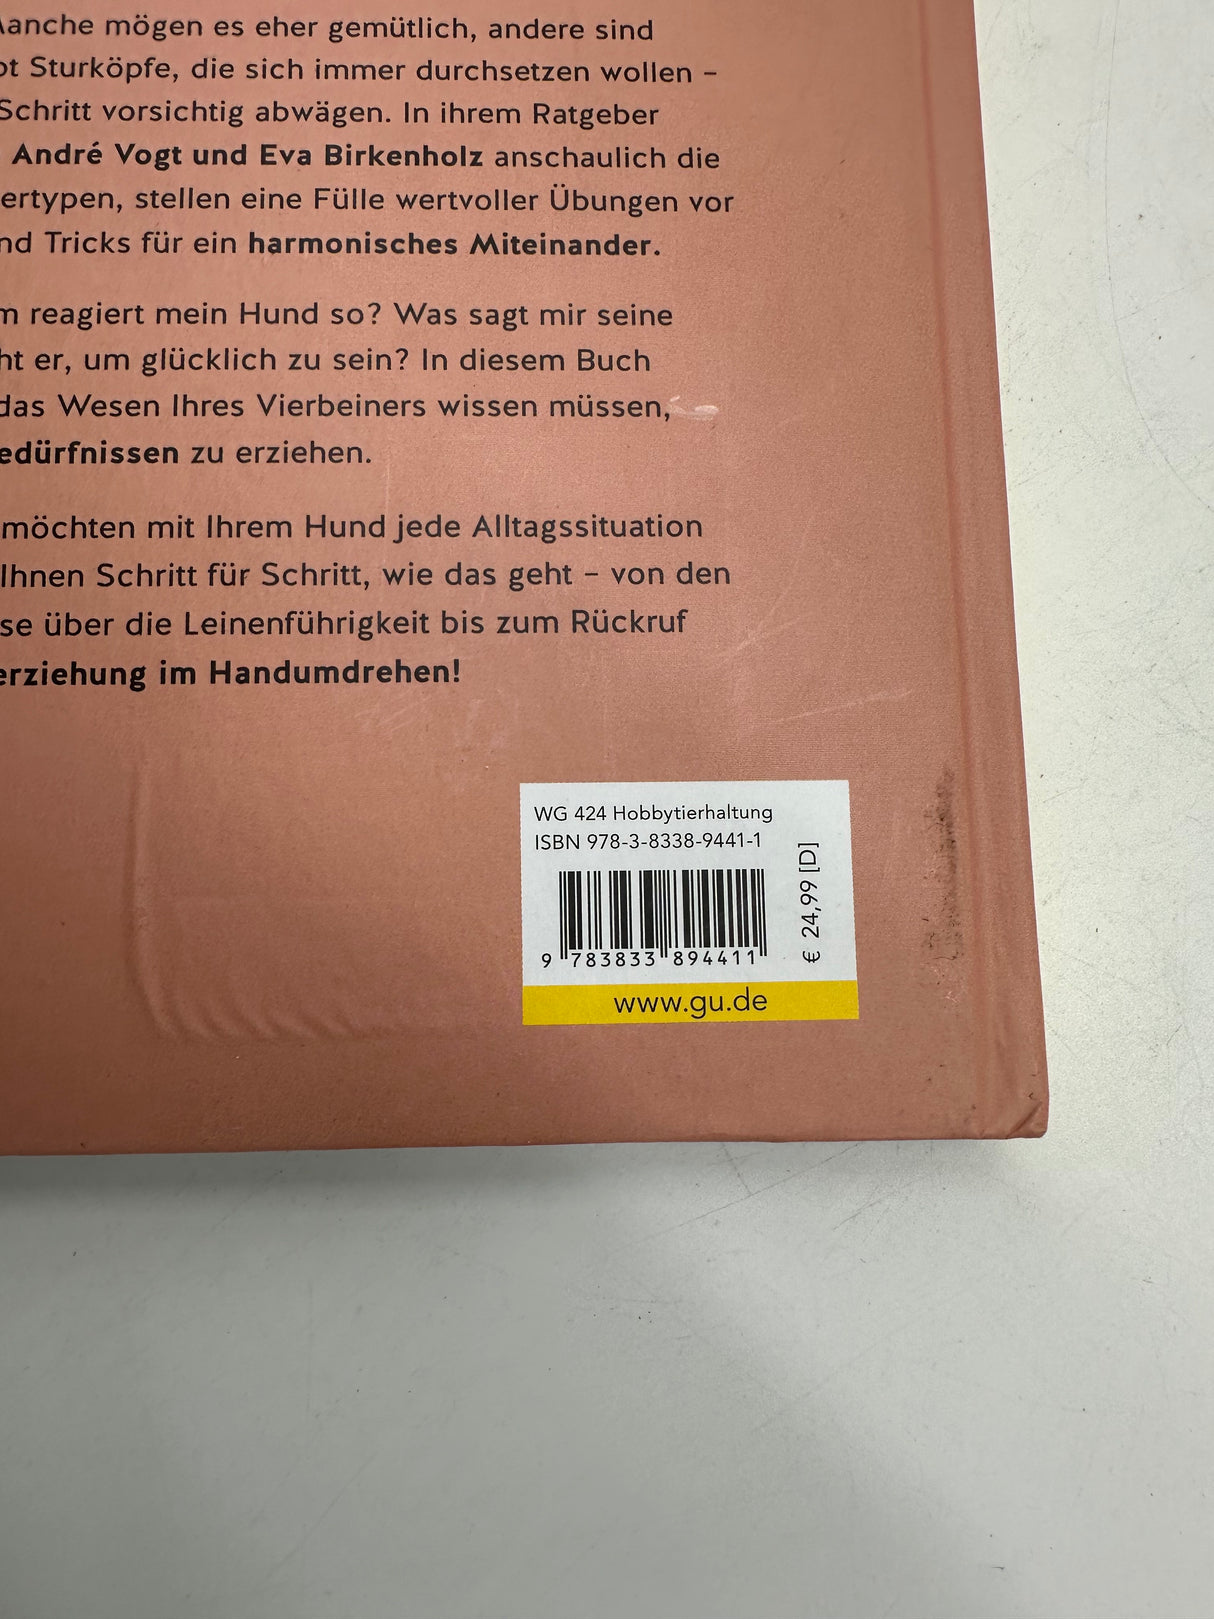 anche mögen es eher gemütlich, andere sind
Sturköpfe, die sich immer durchsetzen wollen –
Schritt vorsichtig abwägen. In ihrem Ratgeber
André Vogt und Eva Birkenholz anschaulich die
ertypen, stellen eine Fülle wertvoller Übungen vor
nd Tricks für ein harmonisches Miteinander.
m reagiert mein Hund so? Was sagt mir seine
ht er, um glücklich zu sein? In diesem Buch
das Wesen Ihres Vierbeiners wissen müssen,
edürfnissen zu erziehen.
möchten mit Ihrem Hund jede Alltagssituation
Ihnen Schritt für Schritt, wie das geht – von den
se über die Leinenführigkeit bis zum Rückruf
erziehung im Handumdrehen!
WG 424 Hobbytierhaltung
ISBN 978-3-8338-9441-1
9 783833 894411
€ 24,99 [D]
www.gu.de